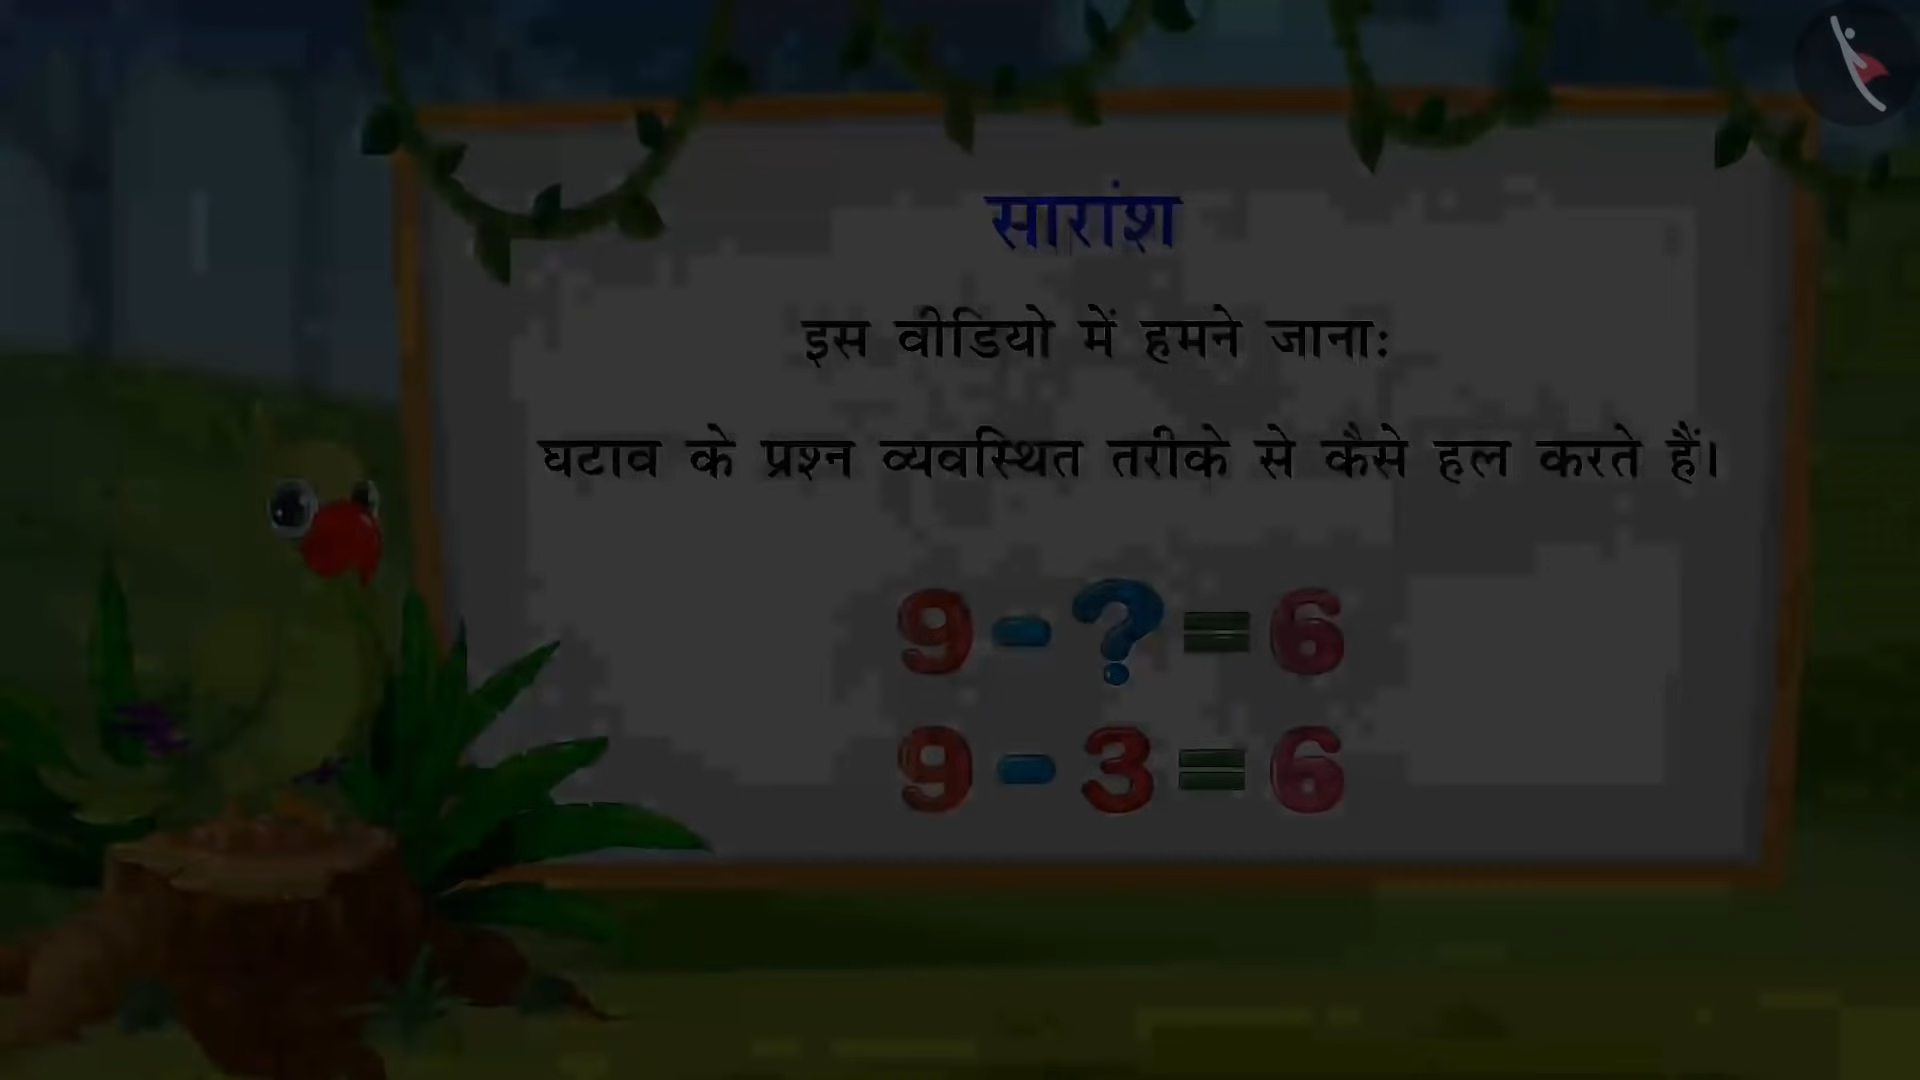 सारांश
इस वीडियो में हमने जाना:
घटाव के प्रश्न व्यवस्थित तरीके से कैसे हल करते हैं।
9 - ? = 6
9 - 3 = 6